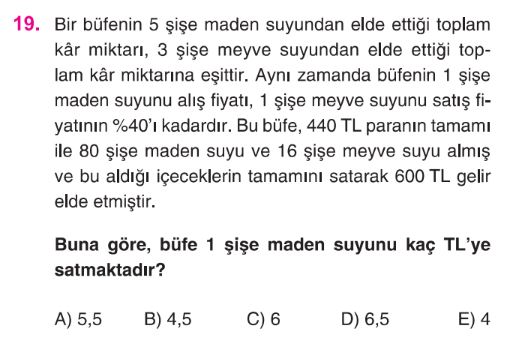 19. Bir büfenin 5 şişe maden suyundan elde ettiği toplam
kâr miktarı, 3 şişe meyve suyundan elde ettiği top-
lam kâr miktarına eşittir. Aynı zamanda büfenin 1 şişe
maden suyunu alış fiyatı, 1 şişe meyve suyunu satış fi-
yatının %40'ı kadardır. Bu büfe, 440 TL paranın tamamı
ile 80 şişe maden suyu ve 16 şişe meyve suyu almış
ve bu aldığı içeceklerin tamamını satarak 600 TL gelir
elde etmiştir.
Buna göre, büfe 1 şişe maden suyunu kaç TL'ye
satmaktadır?
A) 5,5 B) 4,5 C) 6 D) 6,5 E) 4